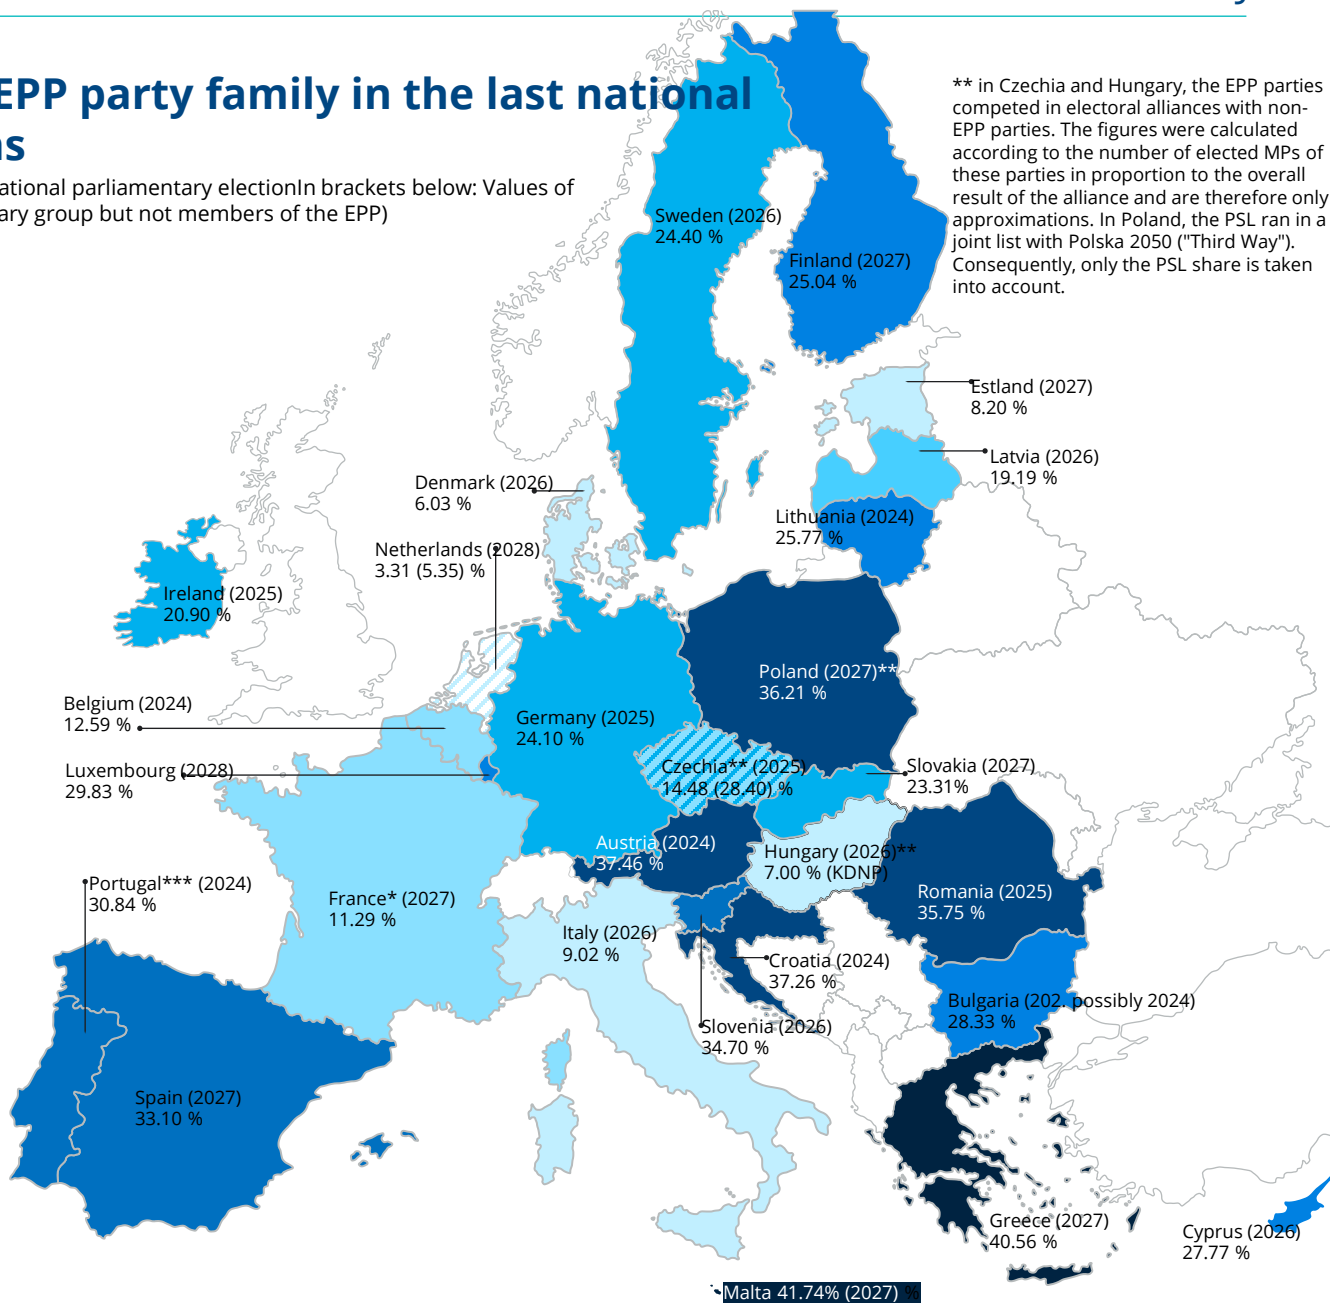 EPP party family in the last national
ational parliamentary electionIn brackets below: Values of
ary group but not members of the EPP)
** in Czechia and Hungary, the EPP parties
competed in electoral alliances with non-
EPP parties. The figures were calculated
according to the number of elected MPs of
these parties in proportion to the overall
result of the alliance and are therefore only
approximations. In Poland, the PSL ran in a
joint list with Polska 2050 ("Third Way").
Consequently, only the PSL share is taken
into account.
Sweden (2026)
24.40 %
Finland (2027)
25.04 %
Estland (2027)
8.20 %
Latvia (2026)
19.19 %
Denmark (2026)
6.03 %
Lithuania (2024)
25.77 %
Netherlands (2028)
3.31 (5.35) %
Ireland (2025)
20.90 %
Poland (2027)**
36.21 %
Belgium (2024)
12.59 %
Germany (2025)
24.10 %
Luxembourg (2028)
29.83 %
Czechia** (2025)
14.48 (28.40) %
Slovakia (2027)
23.31%
Austria (2024)
37.46 %
Hungary (2026)**
7.00 % (KDNP)
Portugal*** (2024)
30.84 %
France* (2027)
11.29 %
Romania (2025)
35.75 %
Italy (2026)
9.02 %
Croatia (2024)
37.26 %
Bulgaria (202. possibly 2024)
28.33 %
Slovenia (2026)
34.70 %
Spain (2027)
33.10 %
Greece (2027)
40.56 %
Cyprus (2026)
27.77 %
Malta 41.74% (2027) %